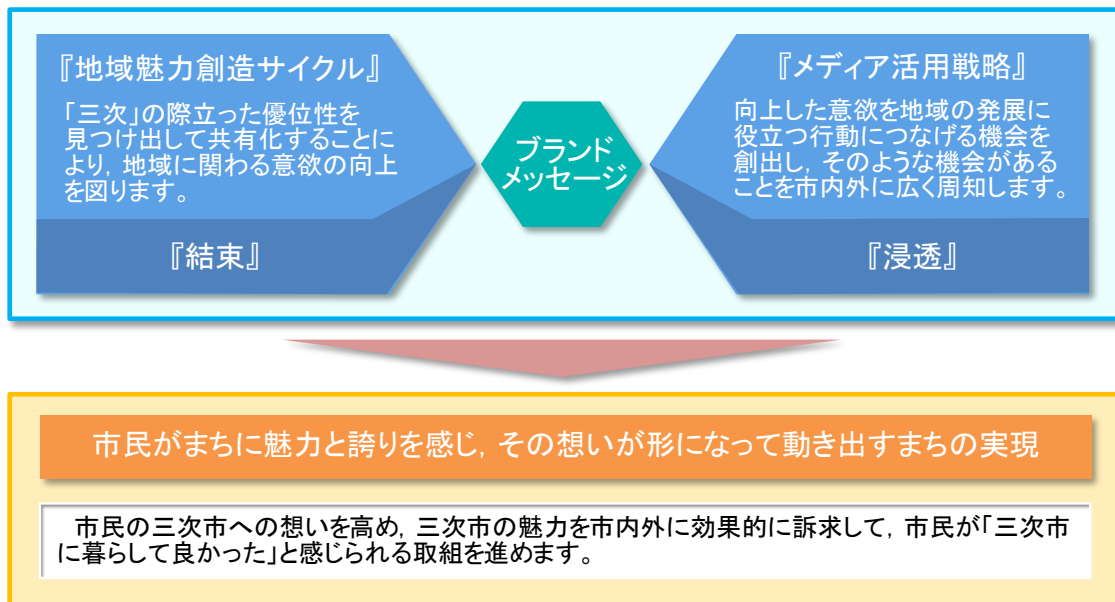 『地域魅力創造サイクル』
「三次」の際立った優位性を
見つけ出して共有化することに
より，地域に関わる意欲の向上
を図ります。
『結束』
ブランド
メッセージ
『メディア活用戦略』
向上した意欲を地域の発展に
役立つ行動につなげる機会を
創出し，そのような機会がある
ことを市内外に広く周知します。
『浸透』
市民がまちに魅力と誇りを感じ，その想いが形になって動き出すまちの実現
市民の三次市への想いを高め，三次市の魅力を市内外に効果的に訴求して，市民が「三次市
に暮らして良かった」と感じられる取組を進めます。